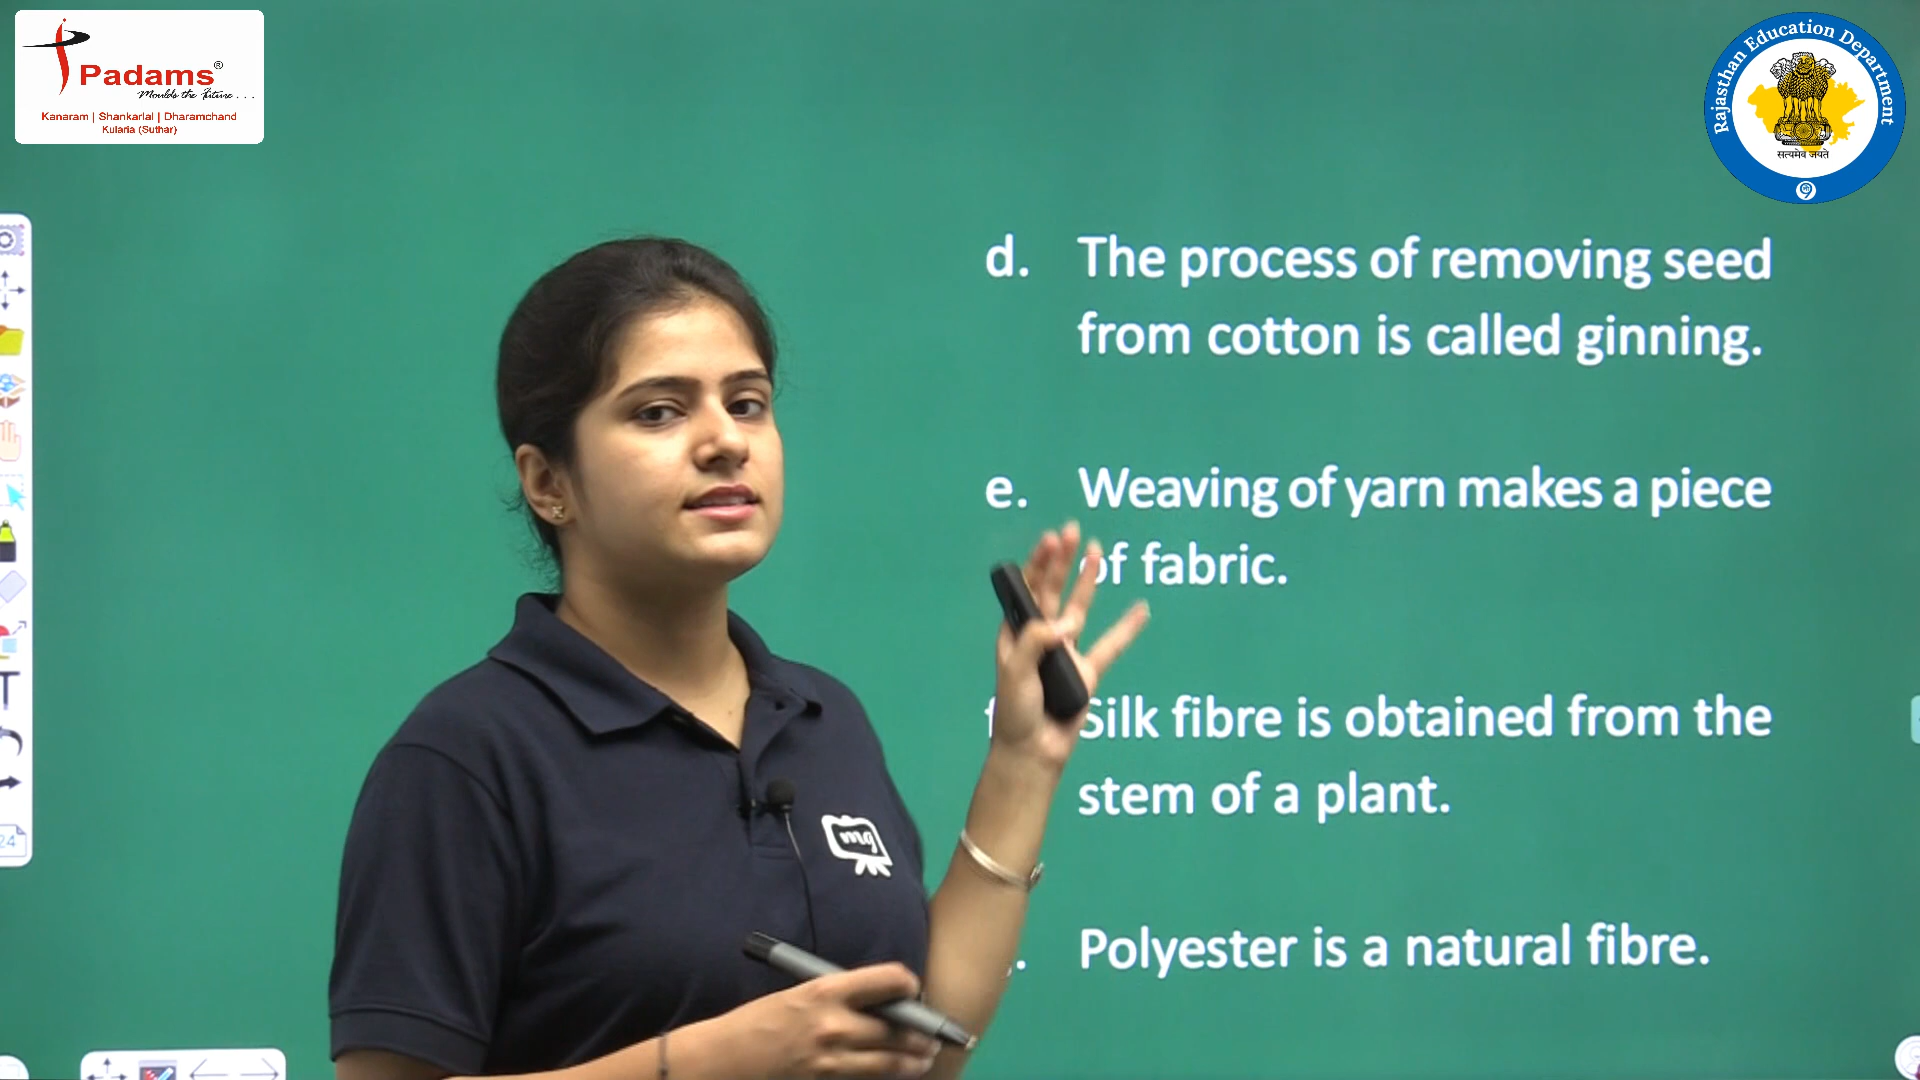 Padams®
Moulds the Future...
Kanaram | Shankarlal | Dharamchand
Kularia (Suthar)
Rajasthan Education Department
सत्यमेव जयते
d. The process of removing seed
from cotton is called ginning.
e. Weaving of yarn makes a piece
of fabric.
Silk fibre is obtained from the
stem of a plant.
Polyester is a natural fibre.
mg
T
24